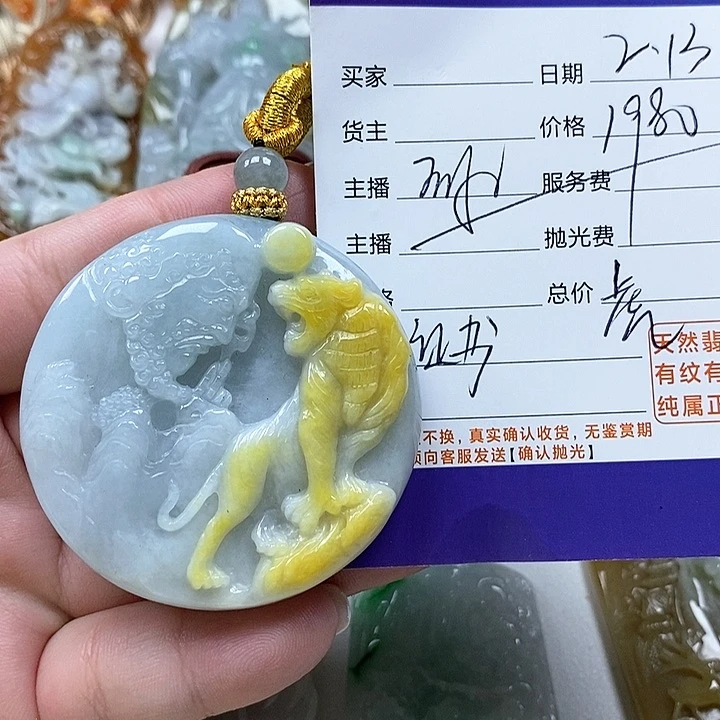 买家 日期 2.13
货主 价格 1980
主播 服务费
主播 抛光费
总价
证书
天然翡
有纹有
纯属正
不换，真实确认收货，无鉴赏期
向客服发送【确认抛光】